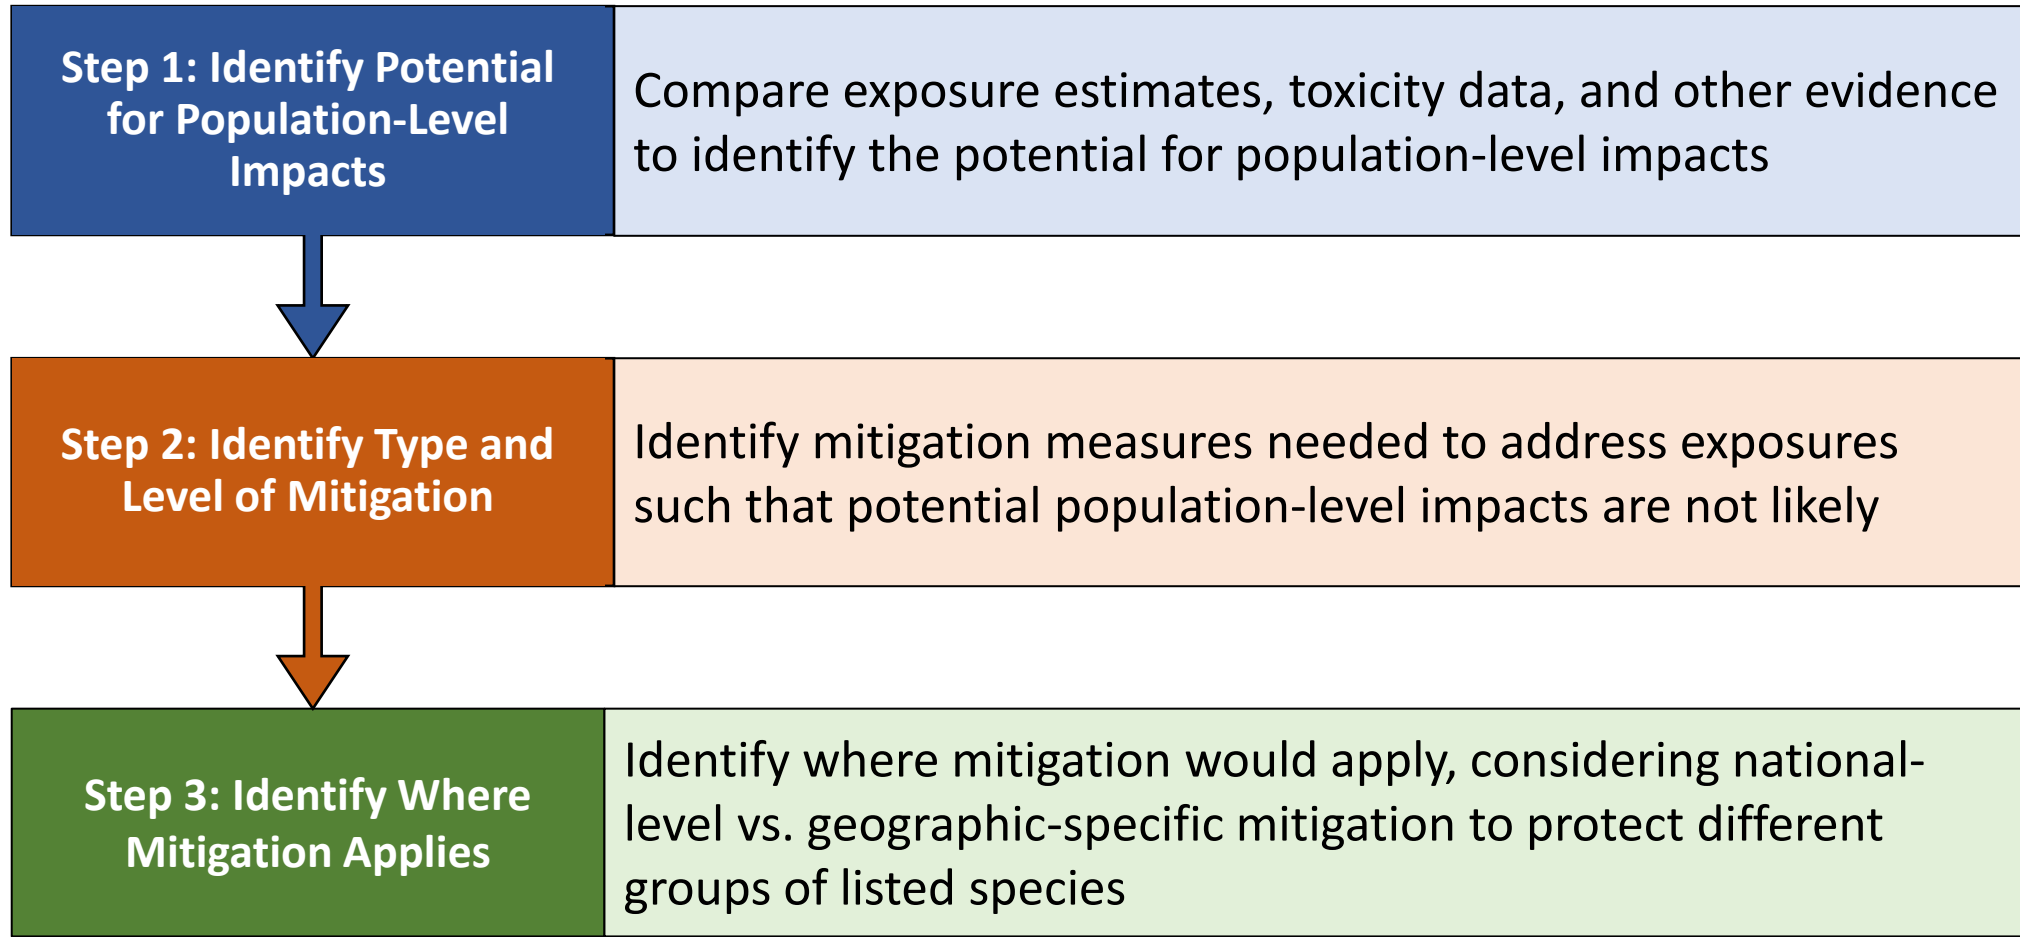 Step 1: Identify Potential
for Population-Level
Impacts
Compare exposure estimates, toxicity data, and other evidence
to identify the potential for population-level impacts
Step 2: Identify Type and
Level of Mitigation
Identify mitigation measures needed to address exposures
such that potential population-level impacts are not likely
Step 3: Identify Where
Mitigation Applies
Identify where mitigation would apply, considering national-
level vs. geographic-specific mitigation to protect different
groups of listed species